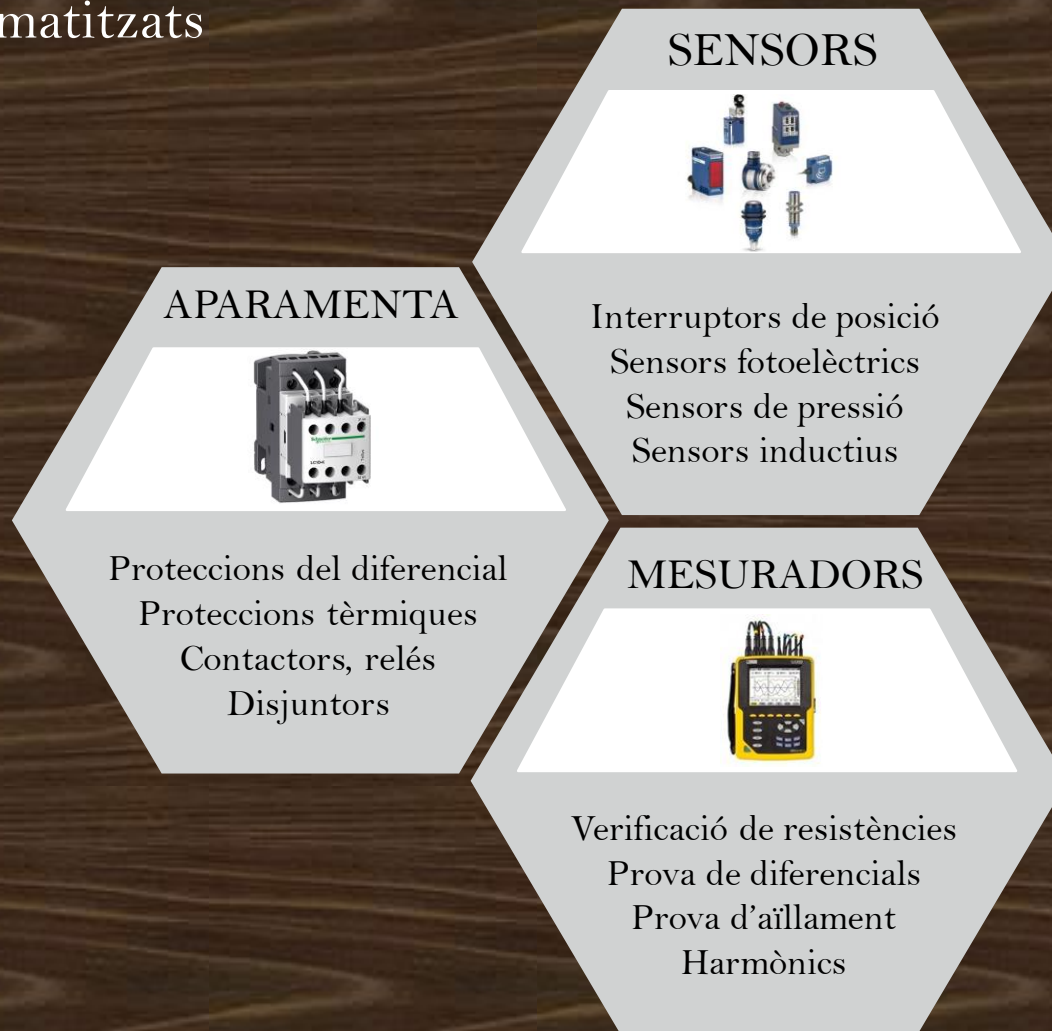 matitzats
SENSORS
Interruptors de posició
Sensors fotoelèctrics
Sensors de pressió
Sensors inductius
APARAMENTA
Schneider
Proteccions del diferencial
Proteccions tèrmiques
Contactors, relés
Disjuntors
MESURADORS
Verificació de resistències
Prova de diferencials
Prova d’aïllament
Harmònics